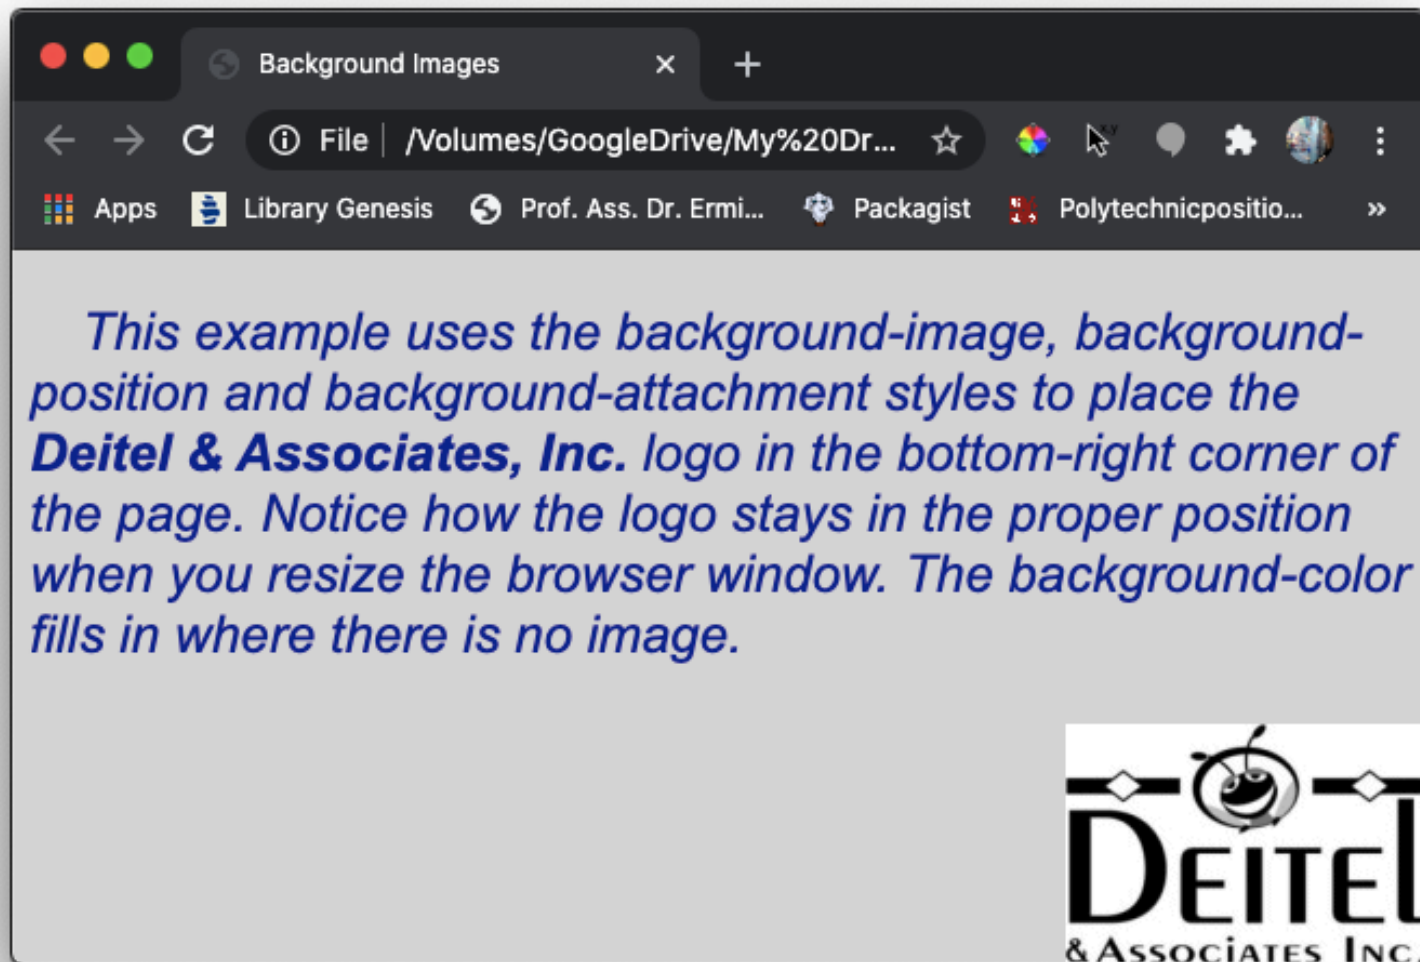 Background Images
File /Volumes/GoogleDrive/My%20Dr...
x,y
Apps Library Genesis Prof. Ass. Dr. Ermi... Packagist Polytechnicpositio... »
This example uses the background-image, background-
position and background-attachment styles to place the
Deitel & Associates, Inc. logo in the bottom-right corner of
the page. Notice how the logo stays in the proper position
when you resize the browser window. The background-color
fills in where there is no image.
DEITEL
& ASSOCiATES INC.